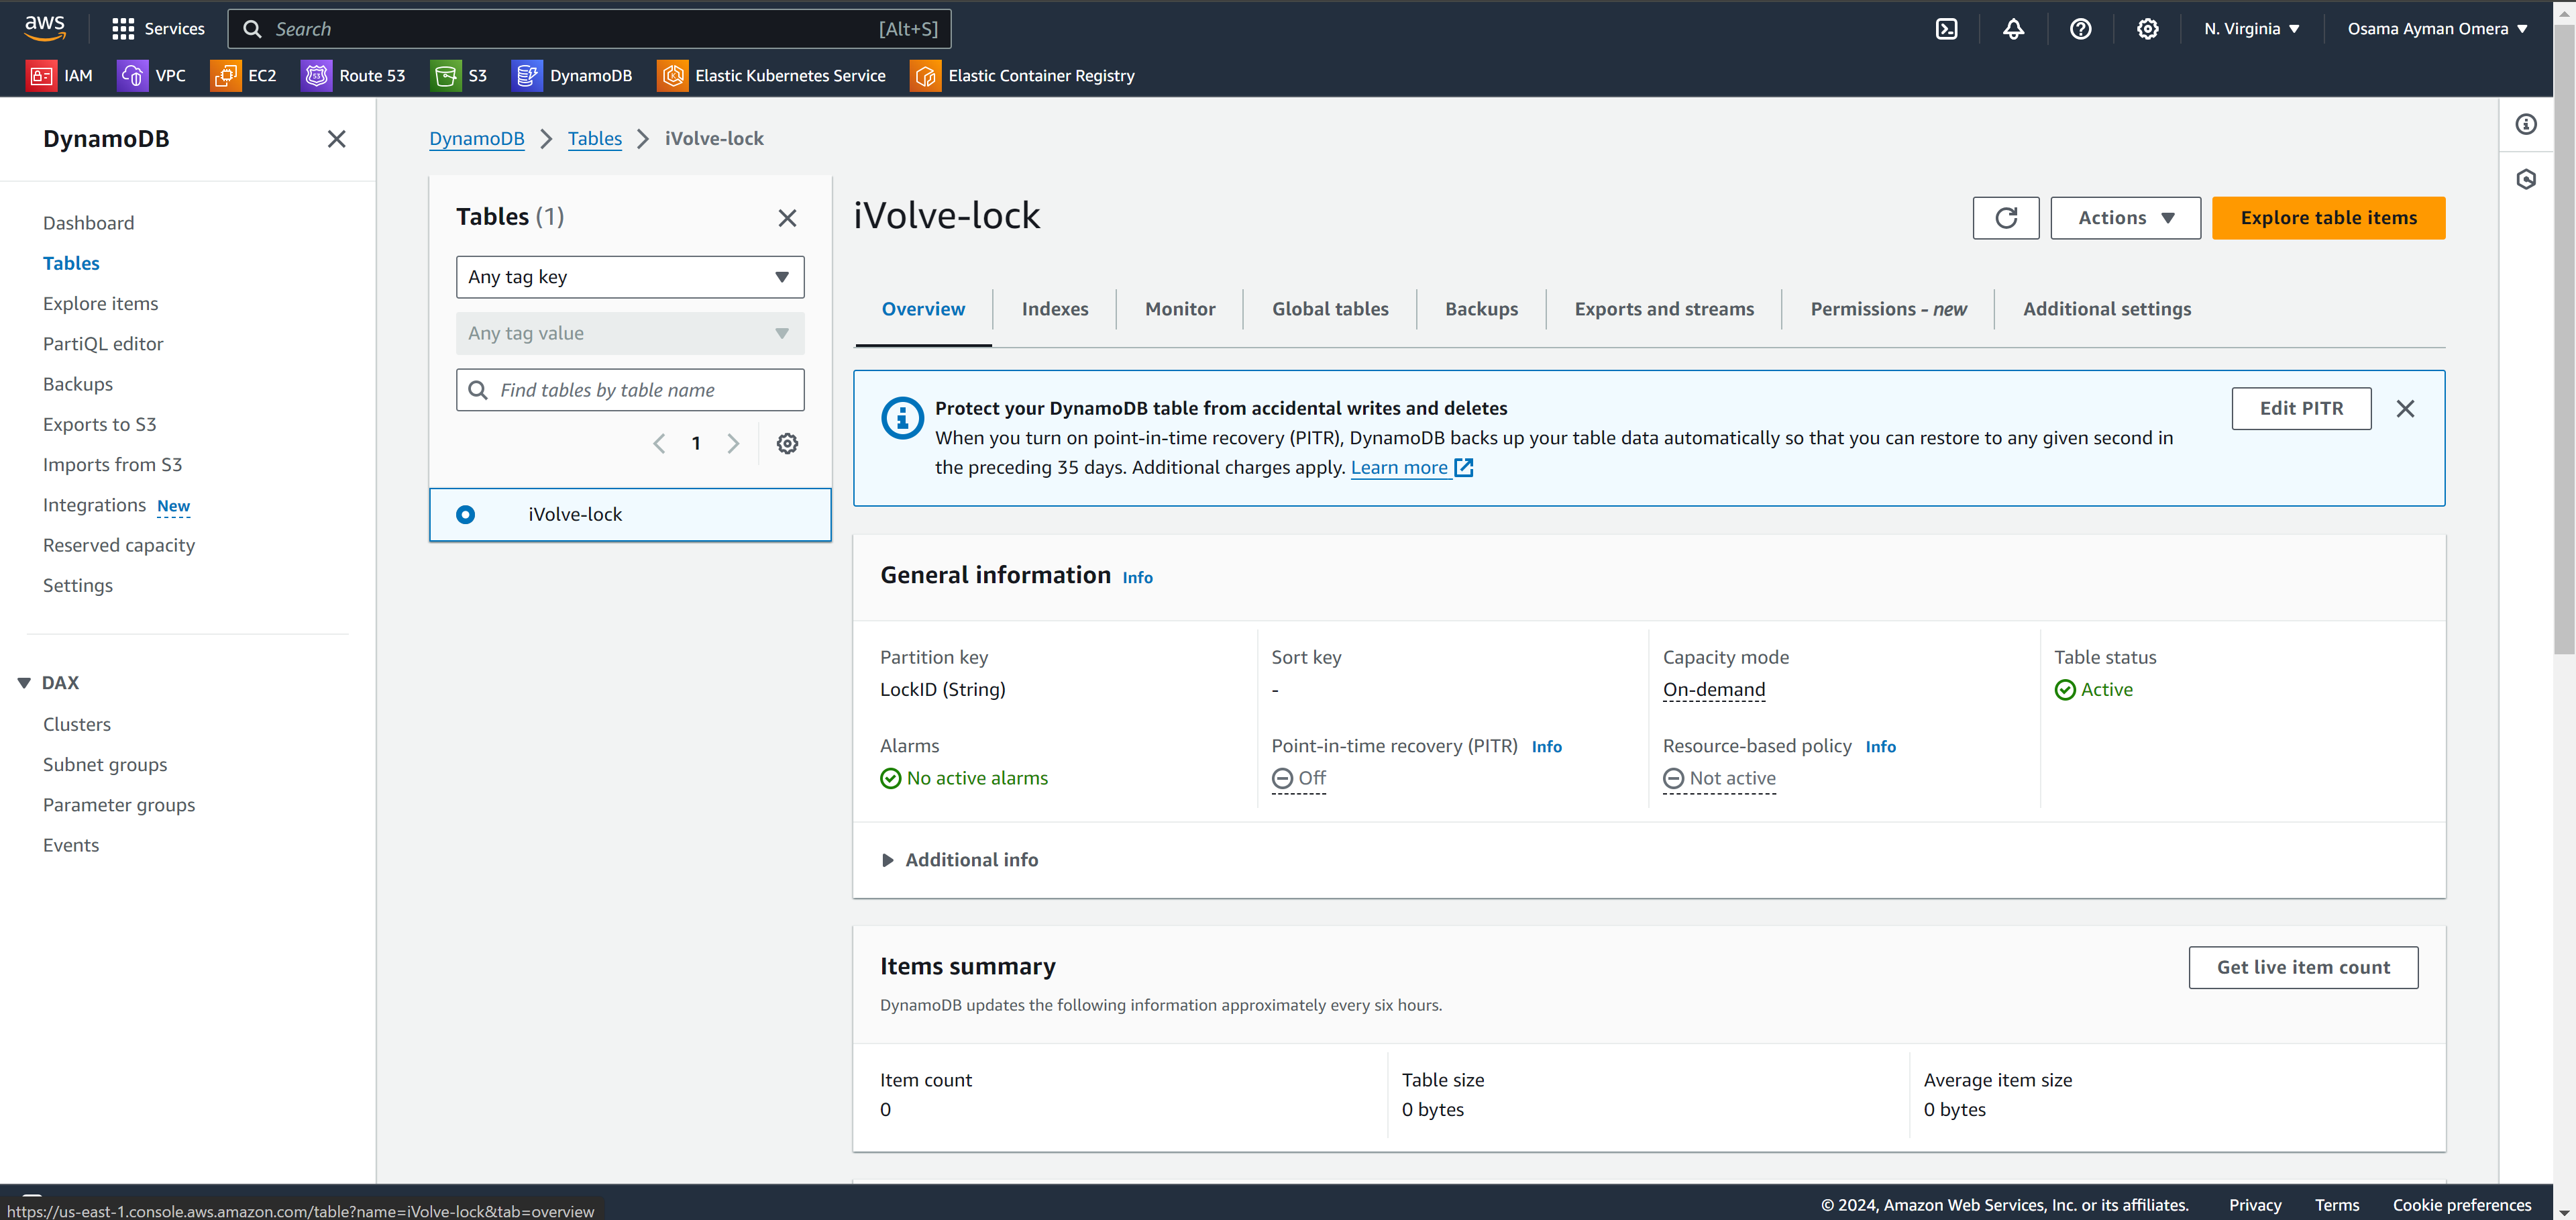 aws
Services
Search
[Alt+S]
N. Virginia
Osama Ayman Omera
IAM
VPC
EC2
Route 53
S3
DynamoDB
Elastic Kubernetes Service
Elastic Container Registry
DynamoDB
Dashboard
Tables
Explore items
PartiQL editor
Backups
Exports to S3
Imports from S3
Integrations New
Reserved capacity
Settings
DAX
Clusters
Subnet groups
Parameter groups
Events
DynamoDB
Tables
iVolve-lock
Tables (1)
Any tag key
Any tag value
Find tables by table name
1
iVolve-lock
iVolve-lock
Actions
Explore table items
Overview
Indexes
Monitor
Global tables
Backups
Exports and streams
Permissions - new
Additional settings
Protect your DynamoDB table from accidental writes and deletes
When you turn on point-in-time recovery (PITR), DynamoDB backs up your table data automatically so that you can restore to any given second in
the preceding 35 days. Additional charges apply. Learn more
Edit PITR
General information Info
Partition key
LockID (String)
Sort key
-
Capacity mode
On-demand
Table status
Active
Alarms
No active alarms
Point-in-time recovery (PITR) Info
Off
Resource-based policy Info
Not active
Additional info
Items summary
Get live item count
DynamoDB updates the following information approximately every six hours.
Item count
0
Table size
0 bytes
Average item size
0 bytes
https://us-east-1.console.aws.amazon.com/table?name=iVolve-lock&tab=overview
© 2024, Amazon Web Services, Inc. or its affiliates.
Privacy
Terms
Cookie preferences